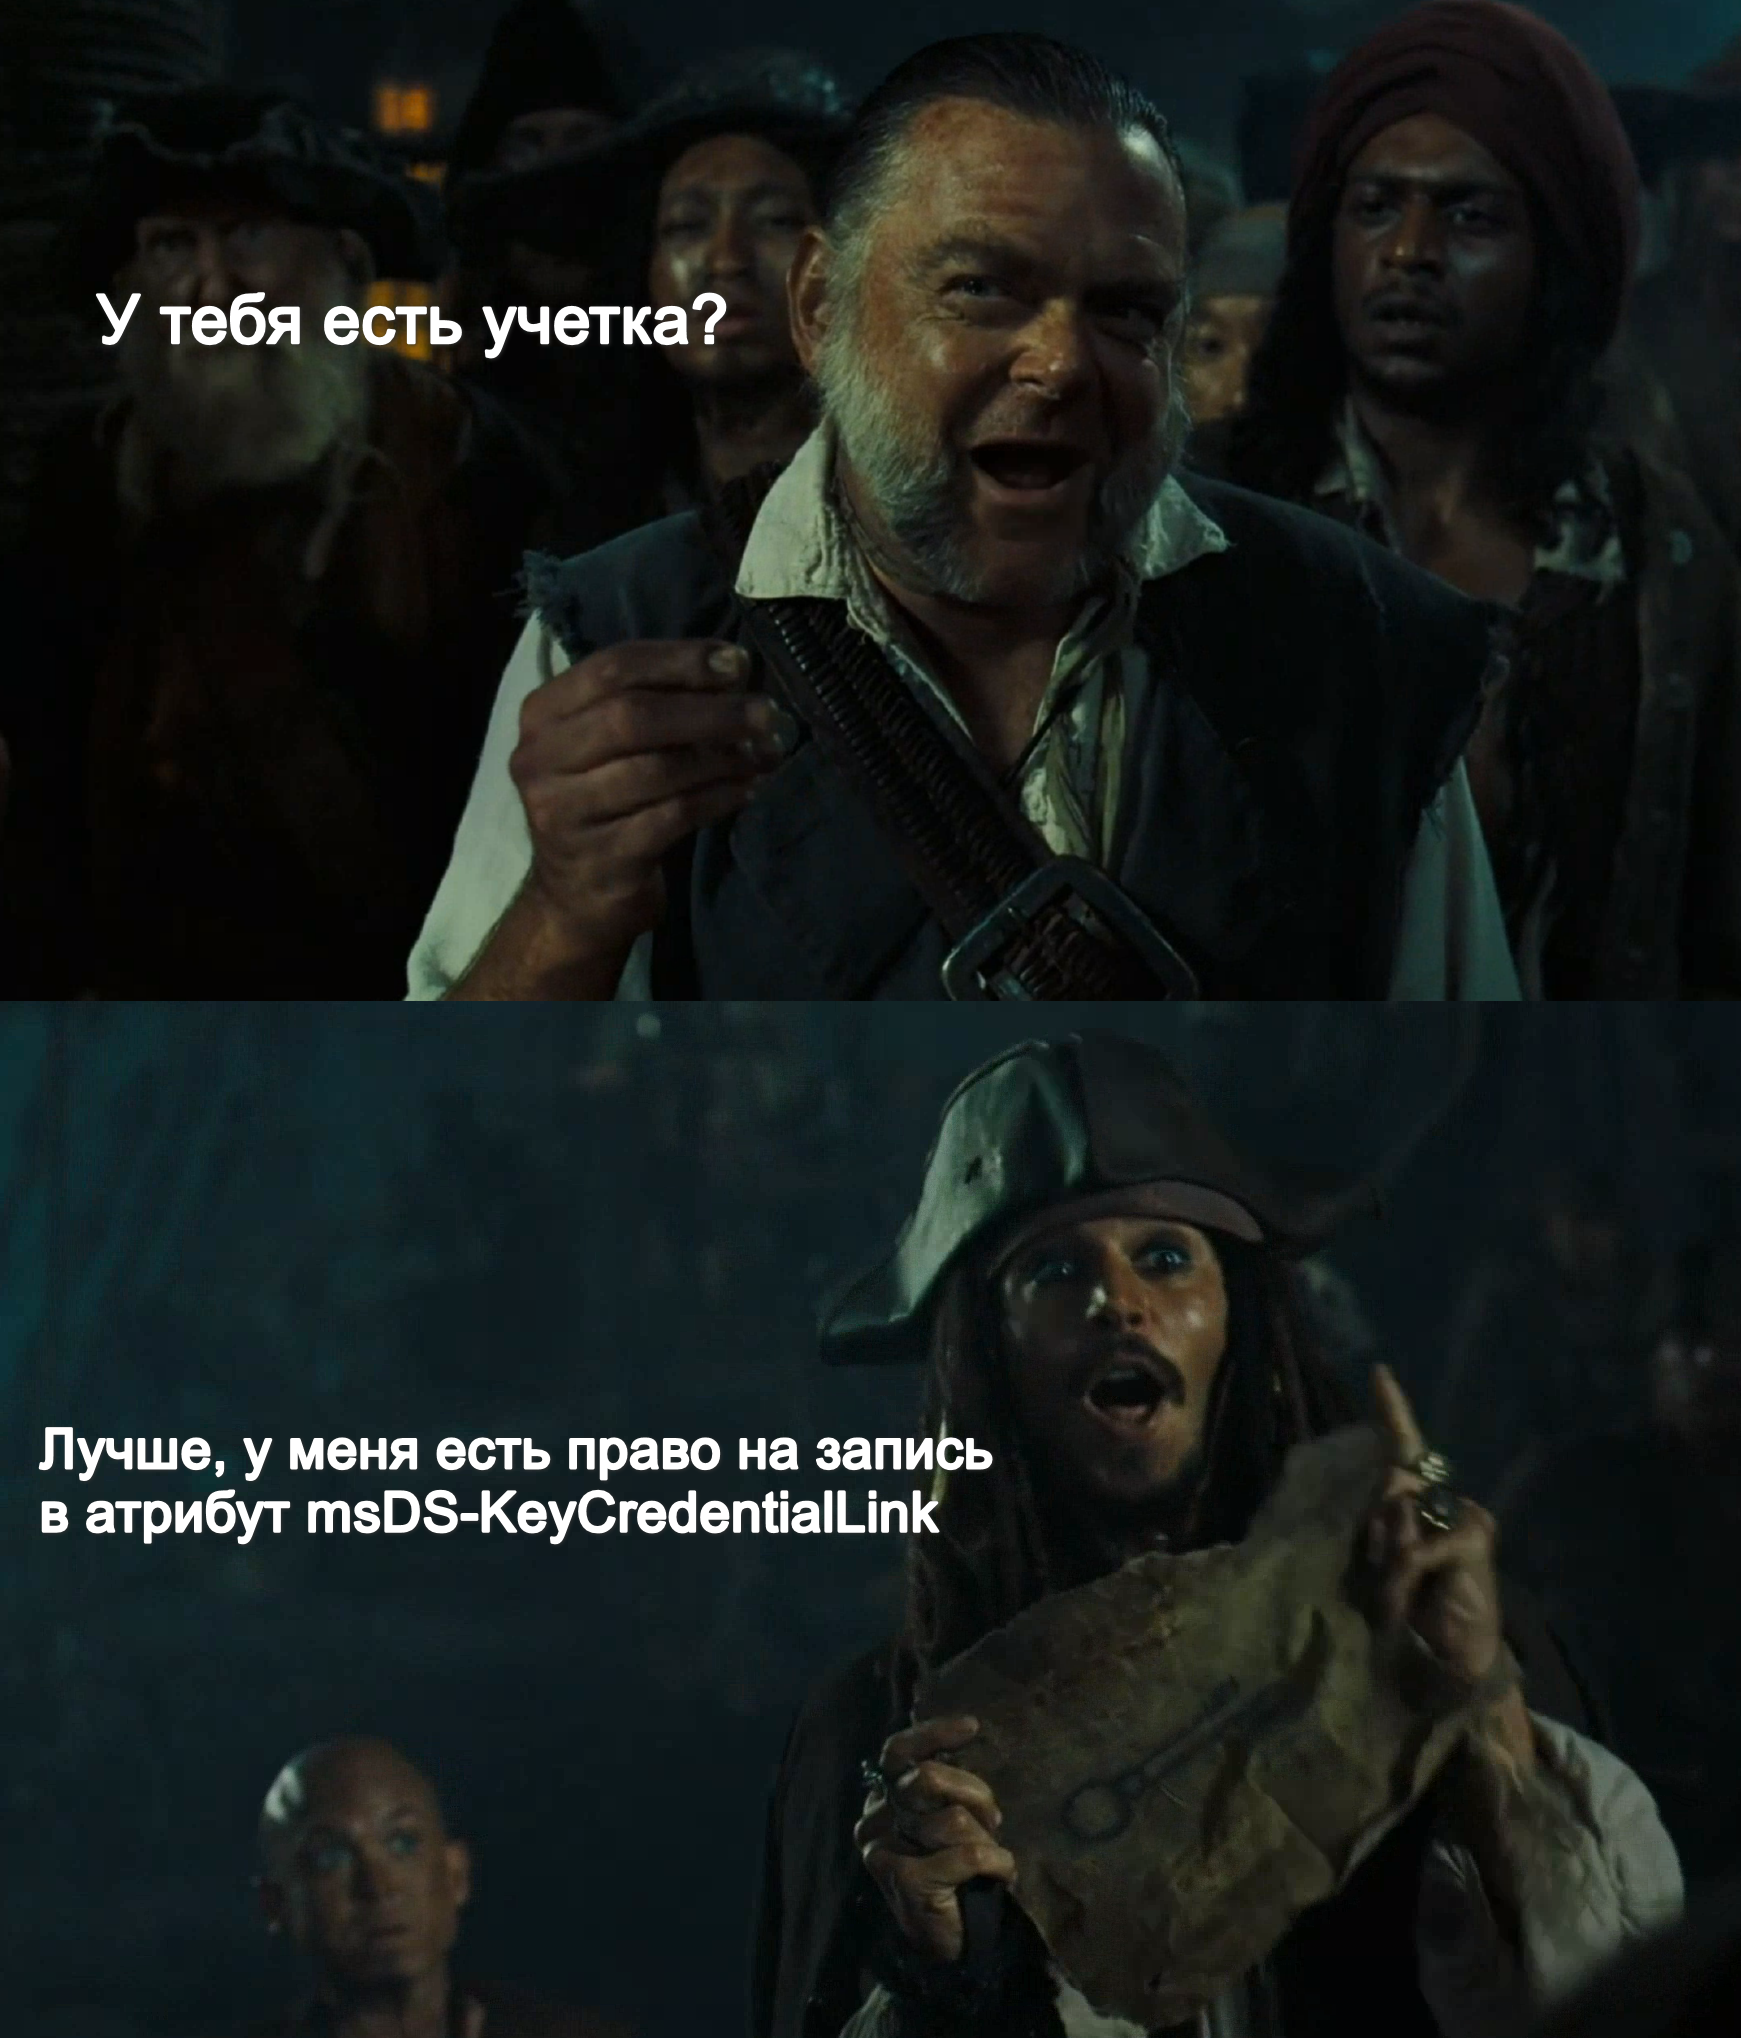 У тебя есть учетка?
Лучше, у меня есть право на запись
в атрибут msDS-KeyCredentialLink